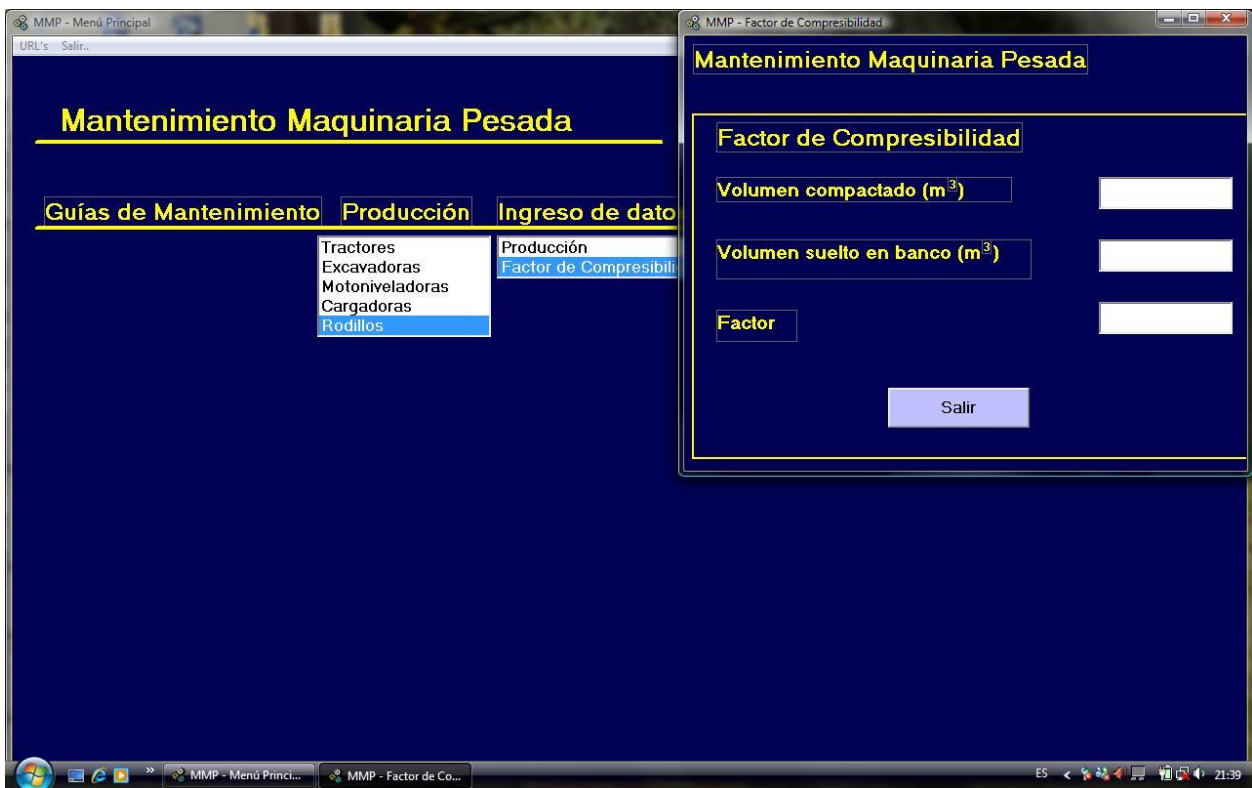 MMP - Menú Principal
URL's Salir..
Mantenimiento Maquinaria Pesada
Guías de Mantenimiento Producción Ingreso de dato
Tractores
Excavadoras
Motoniveladoras
Cargadoras
Rodillos
Producción
Factor de Compresibili
MMP - Factor de Compresibilidad
Mantenimiento Maquinaria Pesada
Factor de Compresibilidad
Volumen compactado (m³)
Volumen suelto en banco (m³)
Factor
Salir
MMP - Menú Princi...
MMP - Factor de Co...
ES
21:39